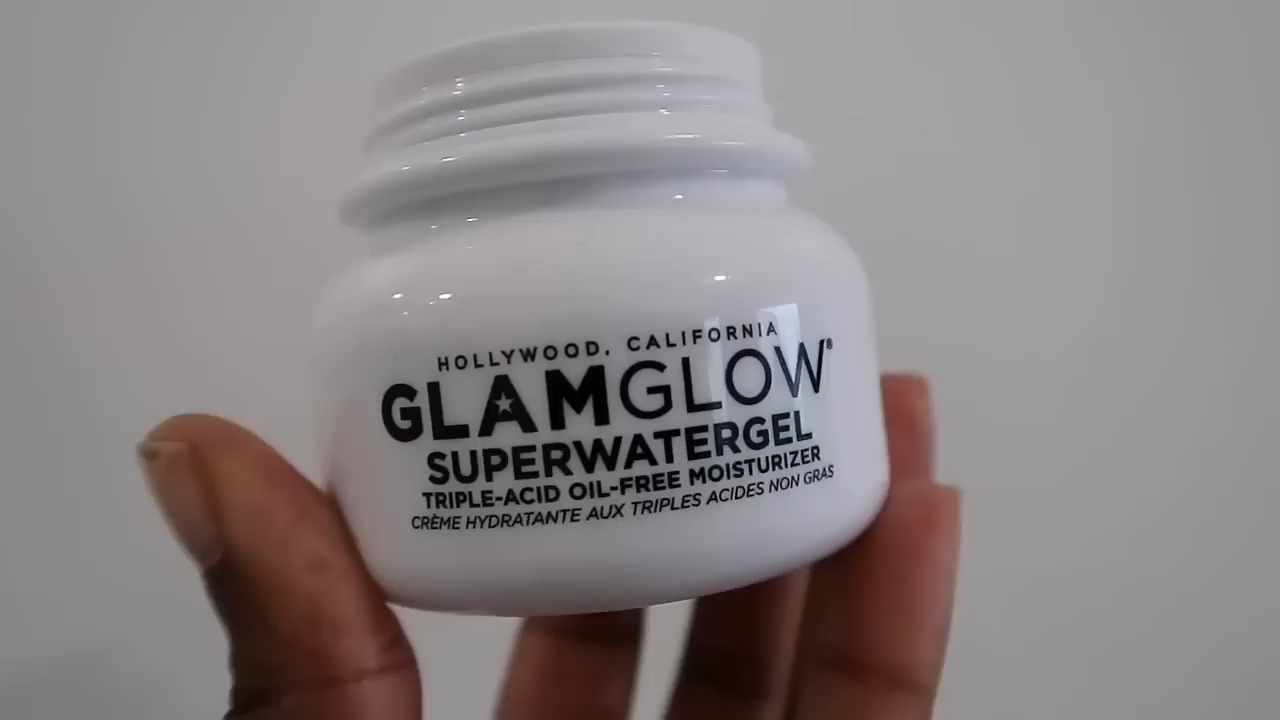 HOLLYWOOD, CALIFORNIA
GLAMGLOW®
SUPERWATERGEL
TRIPLE-ACID OIL-FREE MOISTURIZER
CRÈME HYDRATANTE AUX TRIPLES ACIDES NON GRAS